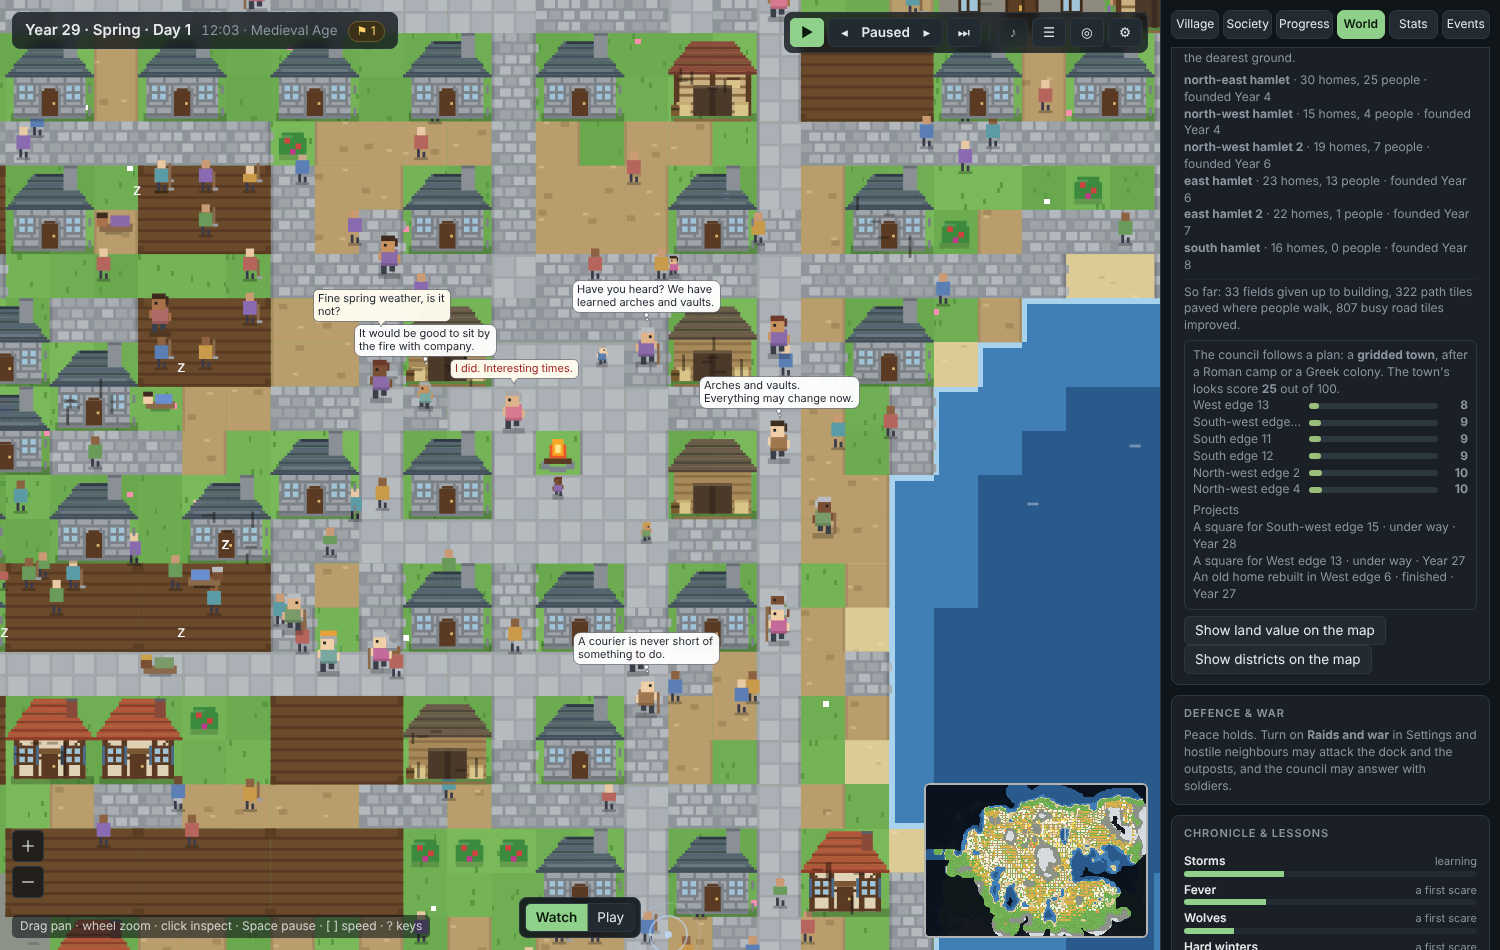 Year 29 · Spring · Day 1 12:03 · Medieval Age ⚑ 1
◂ Paused ▸
Village Society Progress World Stats Events
the dearest ground.
north-east hamlet · 30 homes, 25 people ·
founded Year 4
north-west hamlet · 15 homes, 4 people · founded
Year 4
north-west hamlet 2 · 19 homes, 7 people ·
founded Year 6
east hamlet · 23 homes, 13 people · founded Year
6
east hamlet 2 · 22 homes, 1 people · founded Year
7
south hamlet · 16 homes, 0 people · founded Year
8
So far: 33 fields given up to building, 322 path tiles
paved where people walk, 807 busy road tiles
improved.
The council follows a plan: a gridded town, after
a Roman camp or a Greek colony. The town's
looks score 25 out of 100.
West edge 13 8
South-west edge... 9
South edge 11 9
South edge 12 9
North-west edge 2 10
North-west edge 4 10
Projects
A square for South-west edge 15 · under way ·
Year 28
A square for West edge 13 · under way · Year 27
An old home rebuilt in West edge 6 · finished ·
Year 27
Show land value on the map
Show districts on the map
DEFENCE & WAR
Peace holds. Turn on Raids and war in Settings and
hostile neighbours may attack the dock and the
outposts, and the council may answer with
soldiers.
CHRONICLE & LESSONS
Storms learning
Fever a first scare
Wolves a first scare
Hard winters a first scare
z
Fine spring weather, is it
not?
Have you heard? We have
learned arches and vaults.
It would be good to sit by
the fire with company.
I did. Interesting times.
z
Arches and vaults.
Everything may change now.
z
z
z
A courier is never short of
something to do.
+
−
Watch Play
Drag pan · wheel zoom · click inspect · Space pause · [ ] speed · ? keys